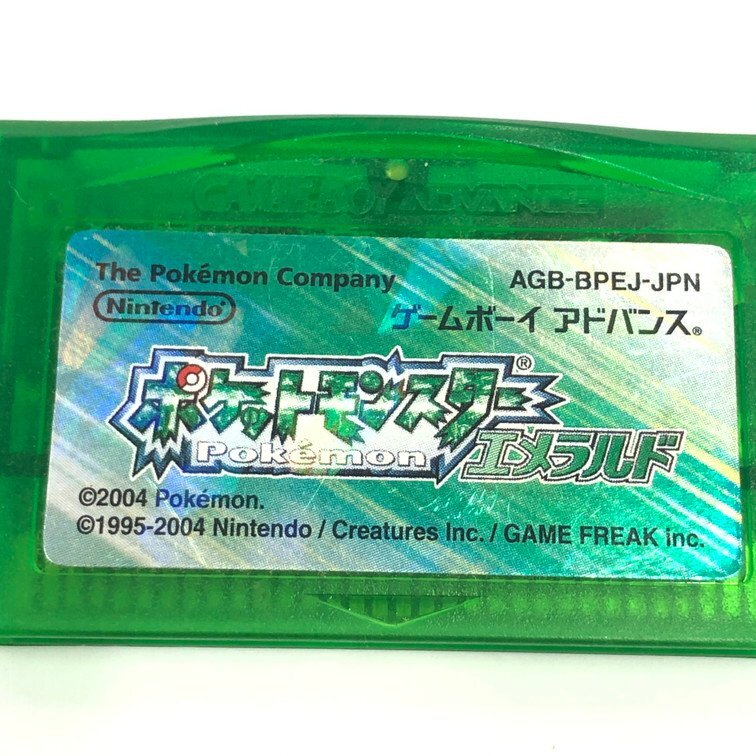 GAME BOY ADVANCE
The Pokémon Company AGB-BPEJ-JPN
Nintendo® ゲームボーイ アドバンス®
ポケットモンスター®
Pokémon エメラルド
©2004 Pokémon.
©1995-2004 Nintendo / Creatures Inc. / GAME FREAK inc.